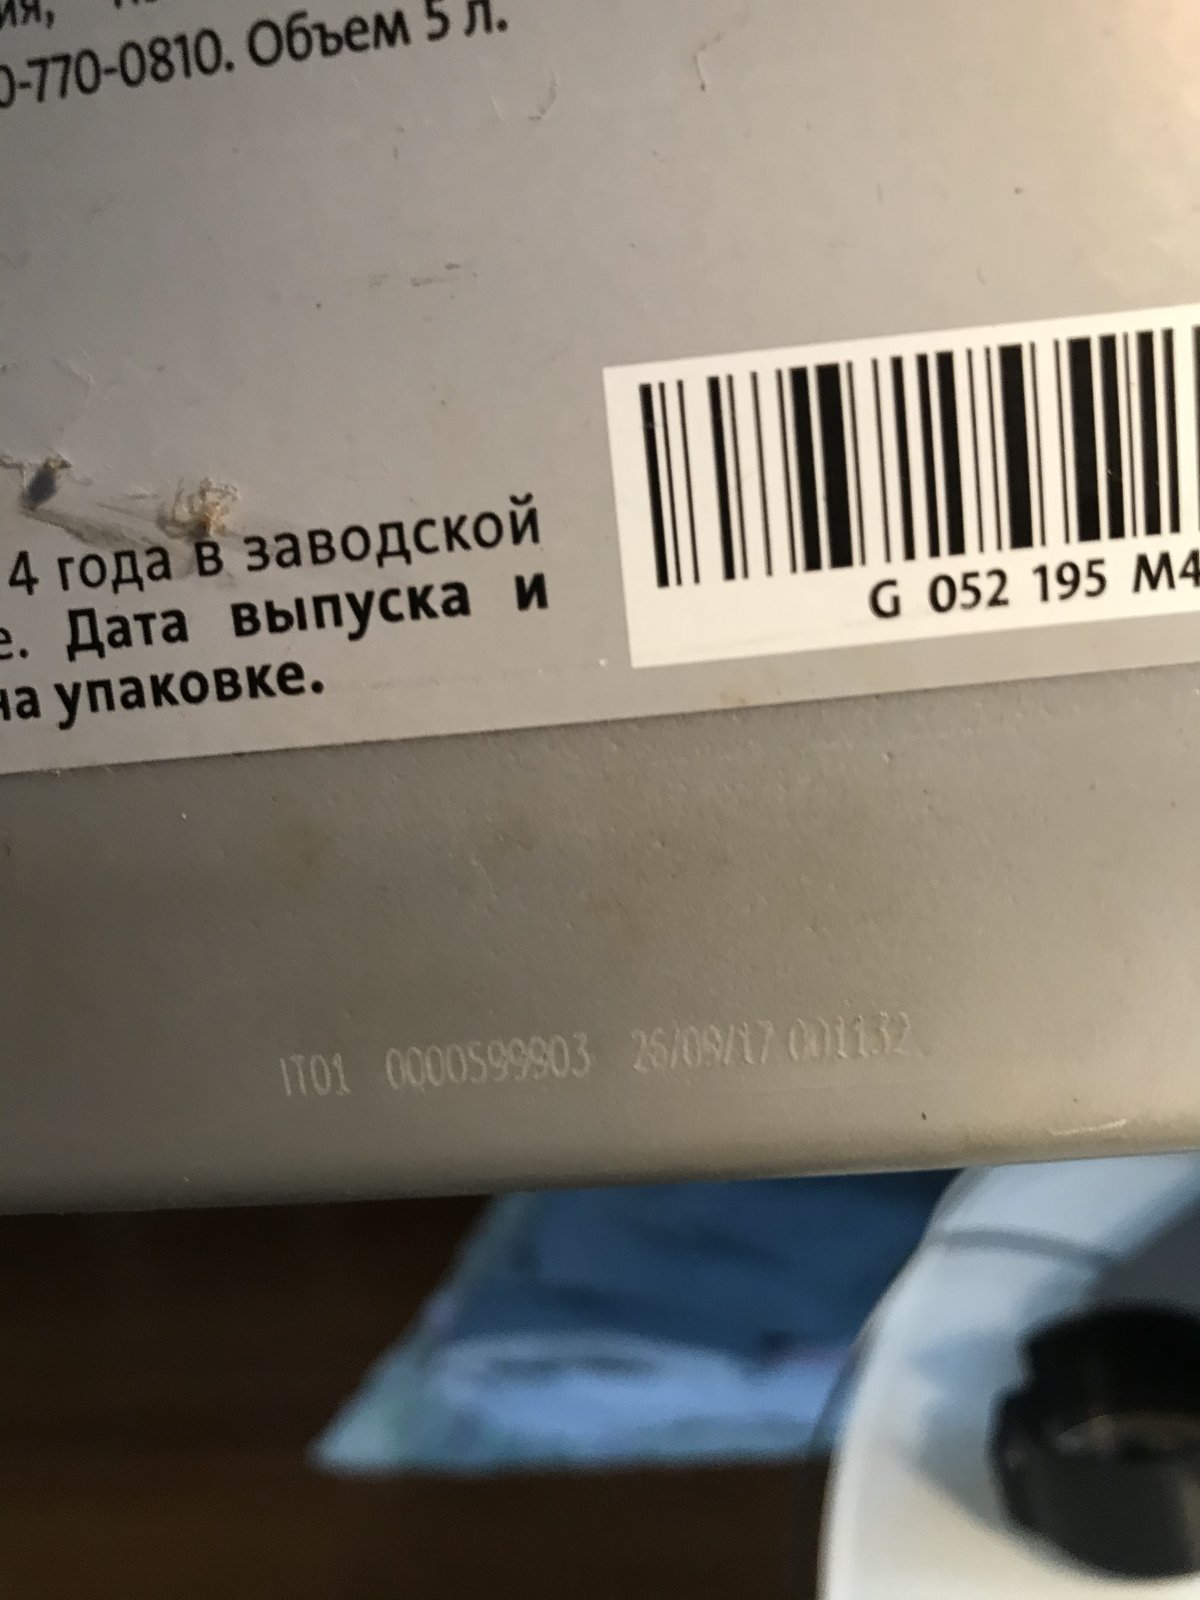 0-770-0810. Объем 5 л.
4 года в заводской
Дата выпуска и
на упаковке.
G 052 195 M4
IT01 0000599903 26/09/17 001132